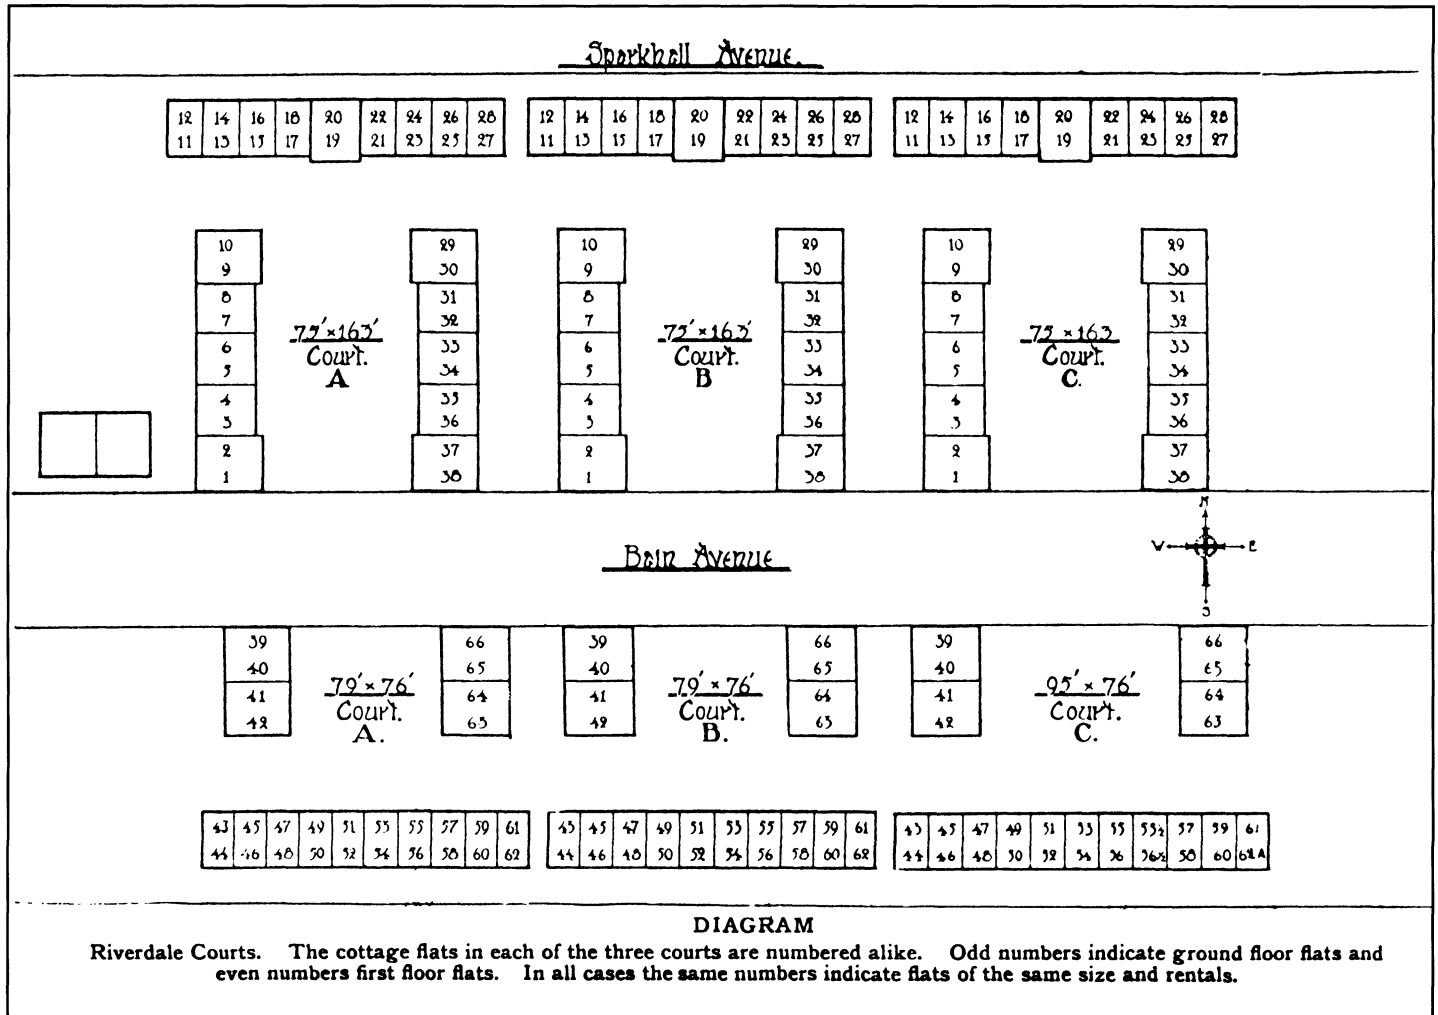 Sparkhall Avenue.
12 14 16 18 20 22 24 26 28 12 14 16 18 20 22 24 26 28 12 14 16 18 20 22 24 26 28
11 13 15 17 19 21 23 25 27 11 13 15 17 19 21 23 25 27 11 13 15 17 19 21 23 25 27
10 29 10 29 10 29
9 30 9 30 9 30
8 31 8 31 8 31
7 32 7 32 7 32
75'×163' 75'×163' 75×163
6 33 6 33 6 33
Court. Court. Court.
5 34 5 34 5 34
A B C.
4 35 4 35 4 35
3 36 3 36 3 36
2 37 2 37 2 37
1 38 1 38 1 38
N
Bain Avenue
W E
S
39 66 39 66 39 66
40 65 40 65 40 65
79'×76' 79'×76' 95'×76'
41 64 41 64 41 64
Court. Court. Court.
42 63 42 63 42 63
A. B. C.
43 45 47 49 51 53 55 57 59 61 43 45 47 49 51 53 55 57 59 61 43 45 47 49 51 53 55 55½ 57 59 61
44 46 48 50 52 54 56 58 60 62 44 46 48 50 52 54 56 58 60 62 44 46 48 50 52 54 56 56½ 58 60 62A
DIAGRAM
Riverdale Courts. The cottage flats in each of the three courts are numbered alike. Odd numbers indicate ground floor flats and
even numbers first floor flats. In all cases the same numbers indicate flats of the same size and rentals.